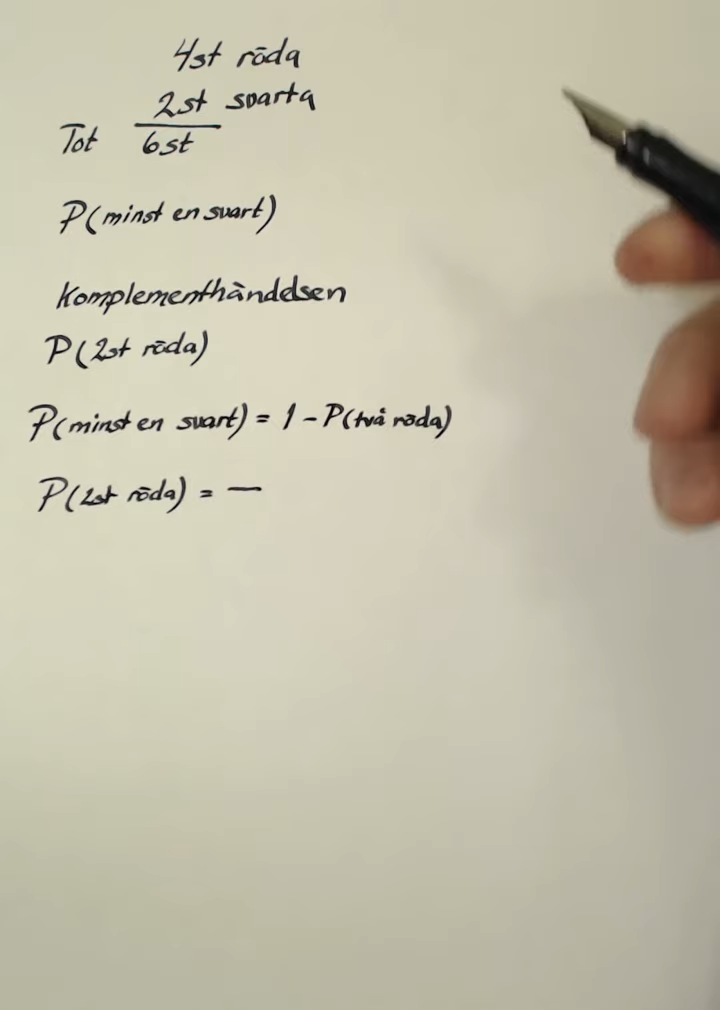 4st röda
2st svarta
Tot 6st
P(minst en svart)
Komplementhändelsen
P(2st röda)
P(minst en svart) = 1 - P(två röda)
P(2st röda) = —